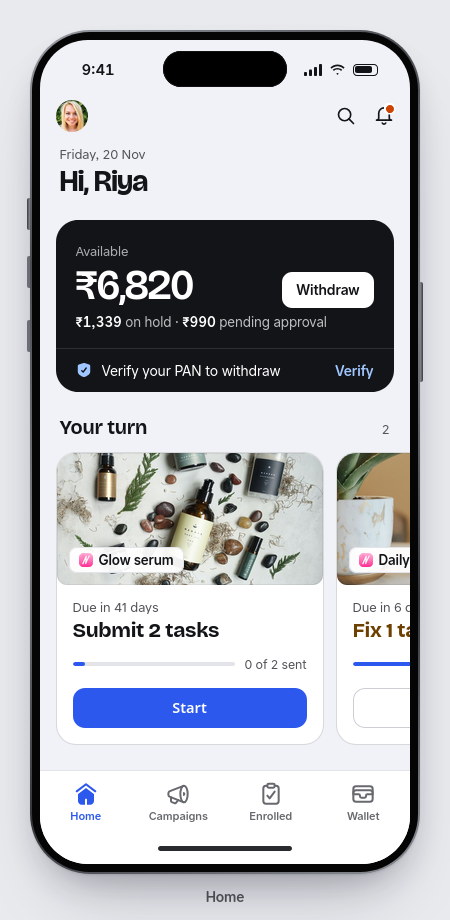 9:41
Friday, 20 Nov
Hi, Riya
Available
₹6,820
Withdraw
₹1,339 on hold · ₹990 pending approval
Verify your PAN to withdraw
Verify
Your turn
2
Glow serum
Daily
Due in 41 days
Due in 6 d
Submit 2 tasks
Fix 1 ta
0 of 2 sent
Start
Home
Campaigns
Enrolled
Wallet
Home